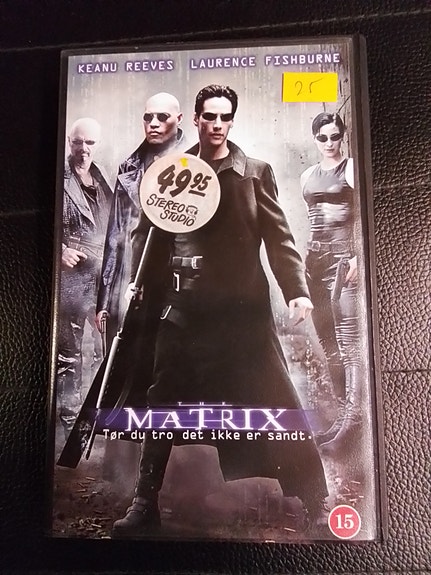 KEANU REEVES LAURENCE FISHBURNE
25
49.95
STEREO
STUDIO
THE
MATRIX
Tør du tro det ikke er sandt.
15